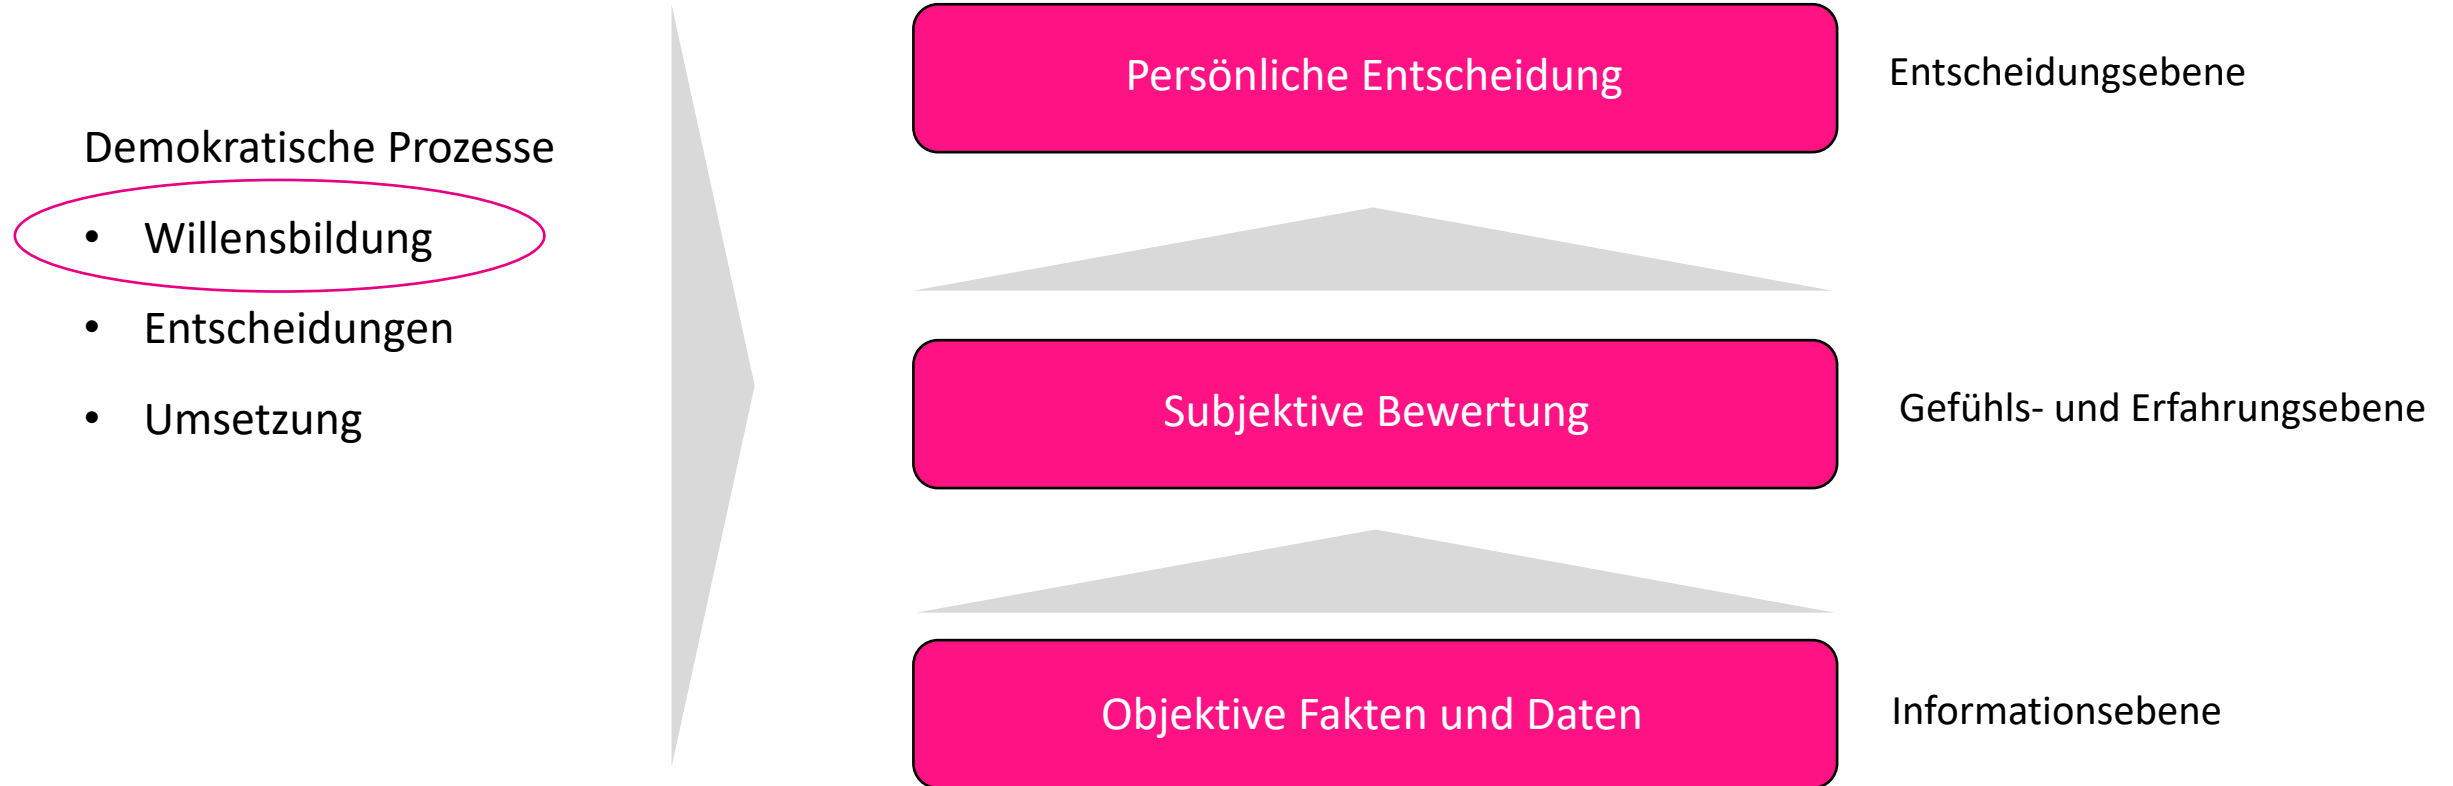 Demokratische Prozesse
• Willensbildung
• Entscheidungen
• Umsetzung
Persönliche Entscheidung
Entscheidungsebene
Subjektive Bewertung
Gefühls- und Erfahrungsebene
Objektive Fakten und Daten
Informationsebene